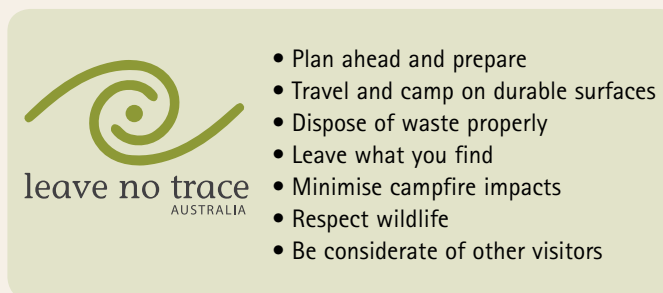 leave no trace
AUSTRALIA
• Plan ahead and prepare
• Travel and camp on durable surfaces
• Dispose of waste properly
• Leave what you find
• Minimise campfire impacts
• Respect wildlife
• Be considerate of other visitors